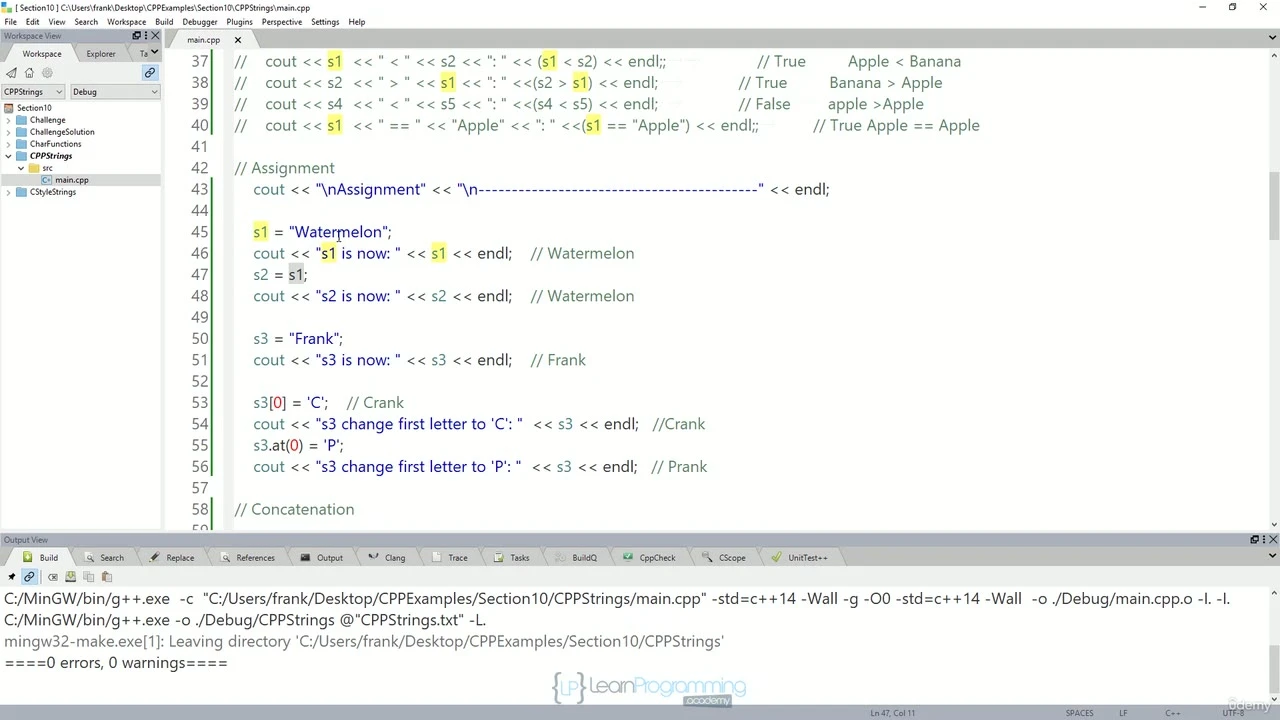 [ Section10 ] C:\Users\frank\Desktop\CPPExamples\Section10\CPPStrings\main.cpp
File Edit View Search Workspace Build Debugger Plugins Perspective Settings Help
Workspace View
main.cpp
Workspace Explorer Ta
CPPStrings Debug
Section10
Challenge
ChallengeSolution
CharFunctions
CPPStrings
src
main.cpp
CStyleStrings
37 // cout << s1 << " < " << s2 << ": " << (s1 < s2) << endl;; // True Apple < Banana
38 // cout << s2 << " > " << s1 << ": " <<(s2 > s1) << endl; // True Banana > Apple
39 // cout << s4 << " < " << s5 << ": " <<(s4 < s5) << endl; // False apple >Apple
40 // cout << s1 << " == " << "Apple" << ": " <<(s1 == "Apple") << endl;; // True Apple == Apple
41
42 // Assignment
43 cout << "\nAssignment" << "\n------------------------------------------" << endl;
44
45 s1 = "Watermelon";
46 cout << "s1 is now: " << s1 << endl; // Watermelon
47 s2 = s1;
48 cout << "s2 is now: " << s2 << endl; // Watermelon
49
50 s3 = "Frank";
51 cout << "s3 is now: " << s3 << endl; // Frank
52
53 s3[0] = 'C'; // Crank
54 cout << "s3 change first letter to 'C': " << s3 << endl; //Crank
55 s3.at(0) = 'P';
56 cout << "s3 change first letter to 'P': " << s3 << endl; // Prank
57
58 // Concatenation
59
Output View
Build Search Replace References Output Clang Trace Tasks BuildQ CppCheck CScope UnitTest++
C:/MinGW/bin/g++.exe -c "C:/Users/frank/Desktop/CPPExamples/Section10/CPPStrings/main.cpp" -std=c++14 -Wall -g -O0 -std=c++14 -Wall -o ./Debug/main.cpp.o -I. -I.
C:/MinGW/bin/g++.exe -o ./Debug/CPPStrings @"CPPStrings.txt" -L.
mingw32-make.exe[1]: Leaving directory 'C:/Users/frank/Desktop/CPPExamples/Section10/CPPStrings'
====0 errors, 0 warnings====
{LP} LearnProgramming
academy
Ln 47, Col 11 SPACES LF C++ UTF-8
ûdemy